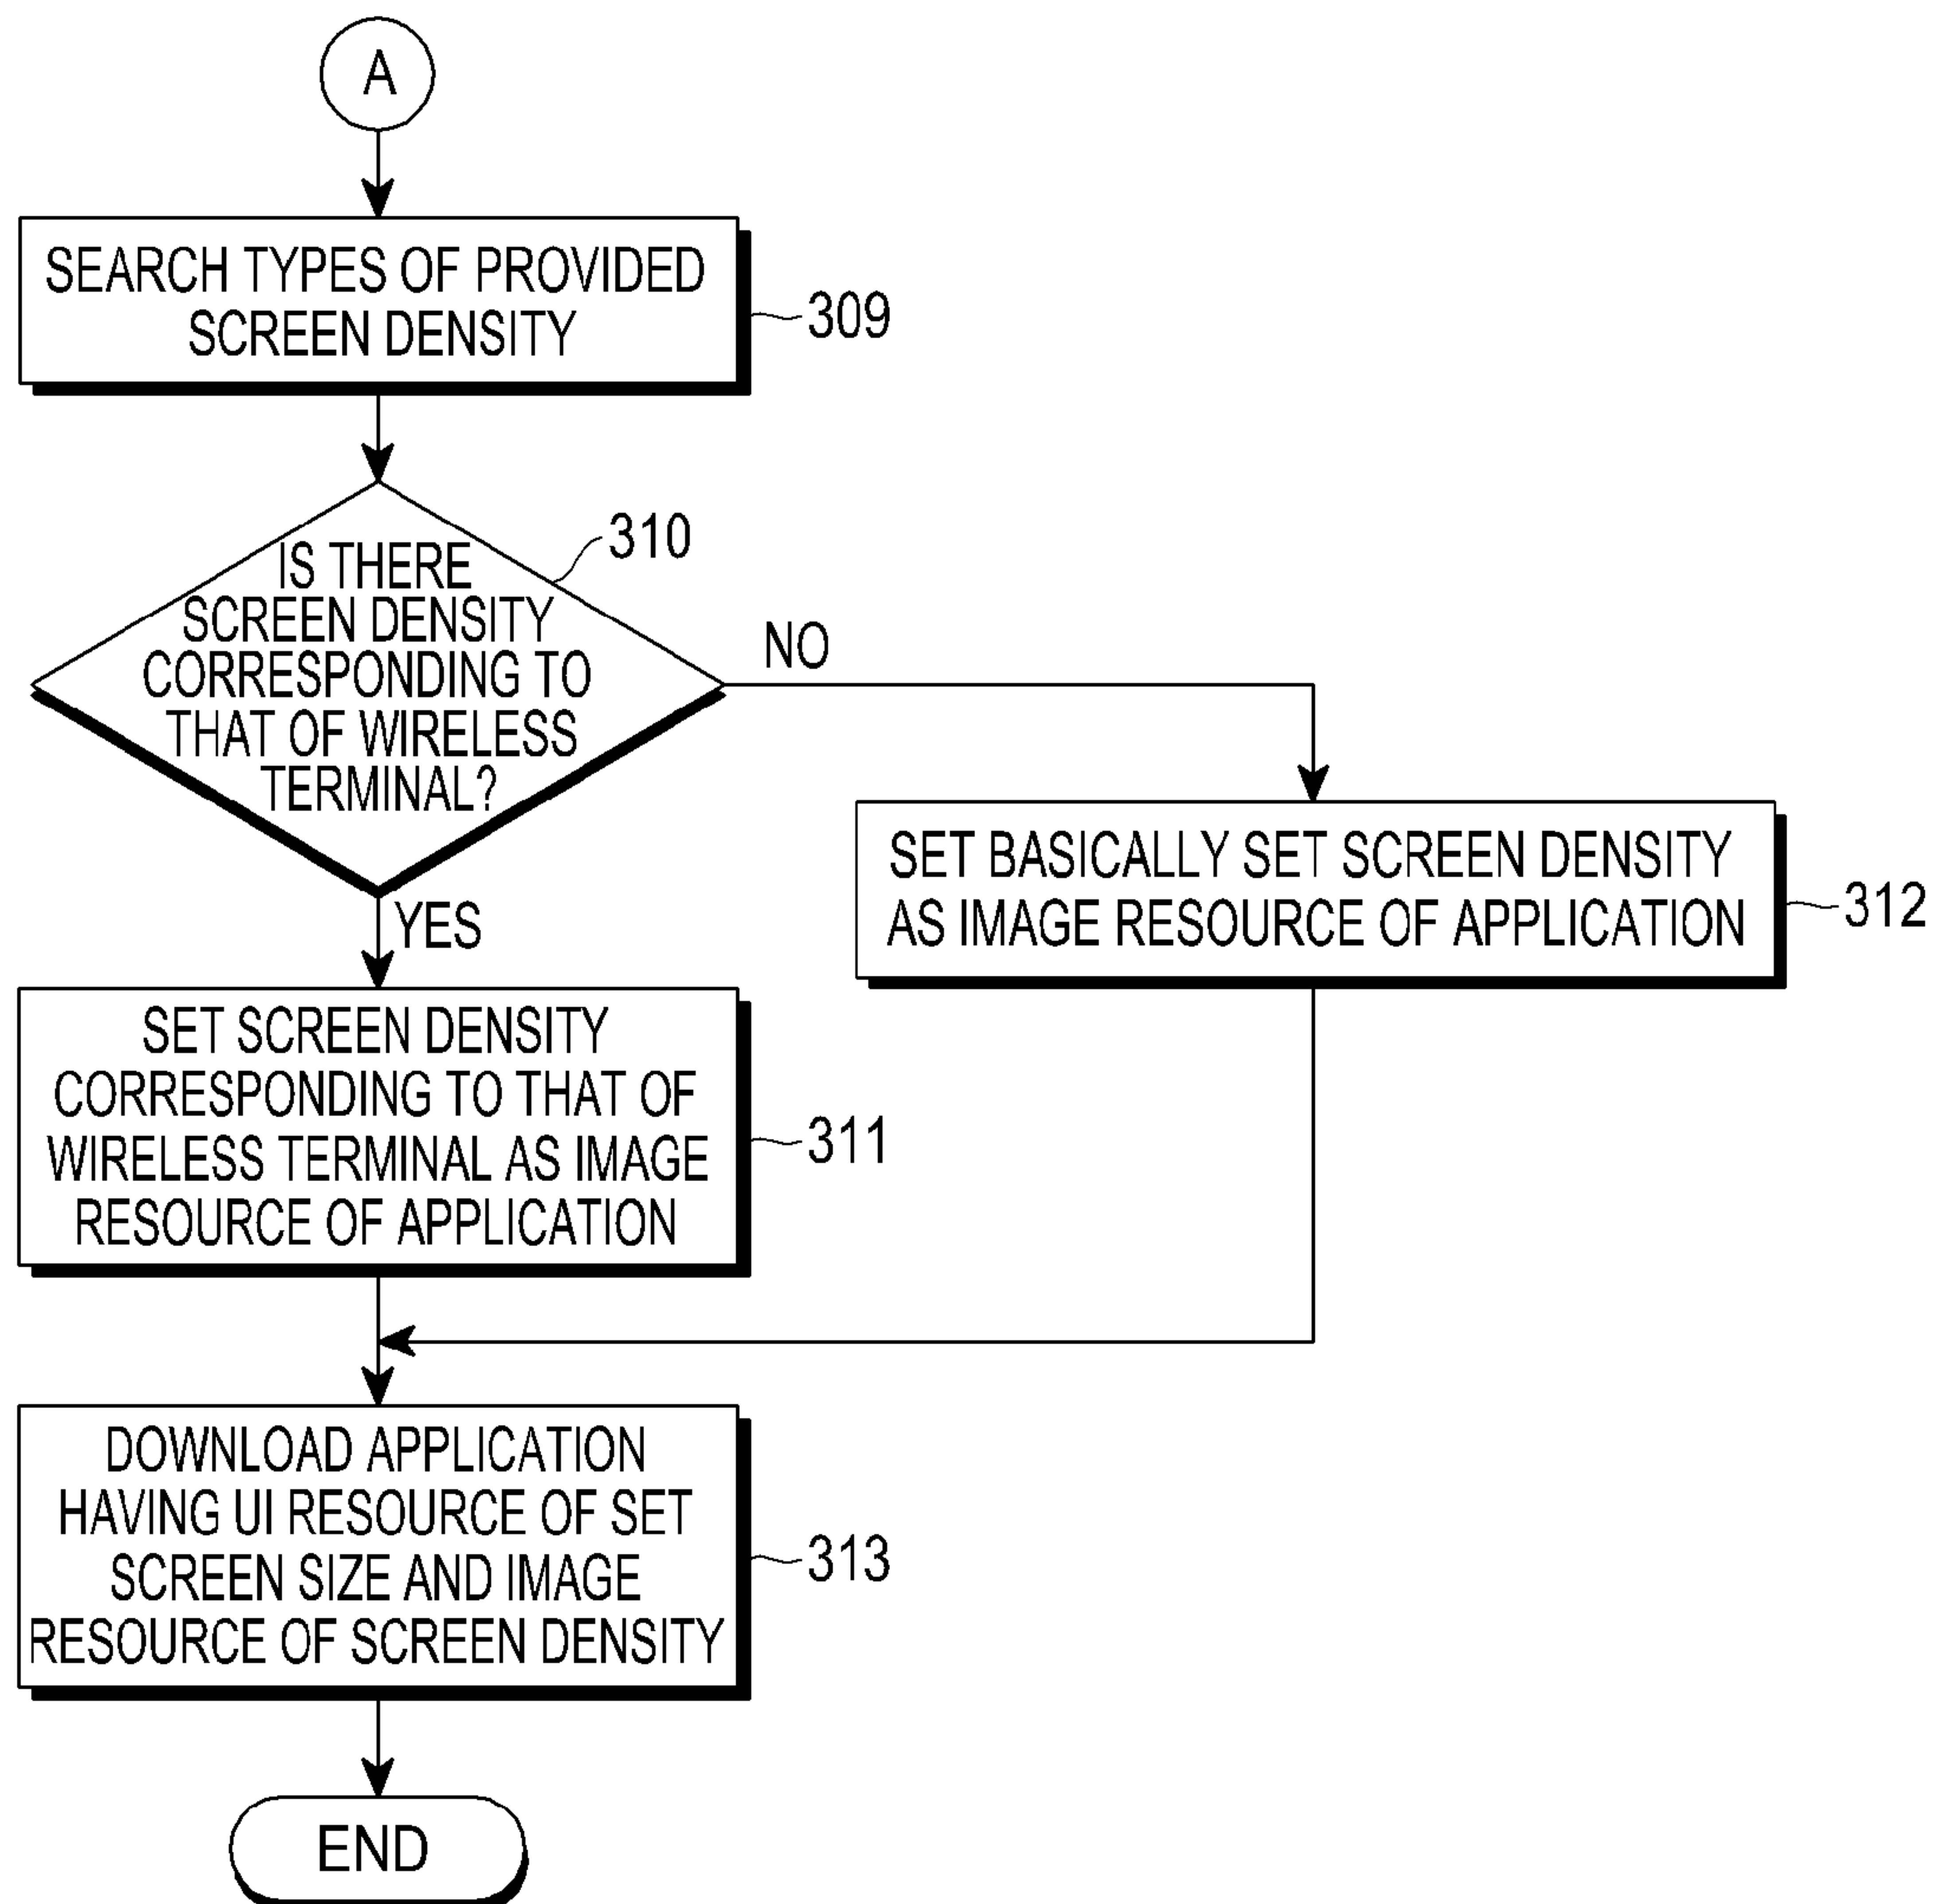 A
SEARCH TYPES OF PROVIDED
SCREEN DENSITY
309
310
IS THERE
SCREEN DENSITY
CORRESPONDING TO
THAT OF WIRELESS
TERMINAL?
NO
YES
SET BASICALLY SET SCREEN DENSITY
AS IMAGE RESOURCE OF APPLICATION
312
SET SCREEN DENSITY
CORRESPONDING TO THAT OF
WIRELESS TERMINAL AS IMAGE
RESOURCE OF APPLICATION
311
DOWNLOAD APPLICATION
HAVING UI RESOURCE OF SET
SCREEN SIZE AND IMAGE
RESOURCE OF SCREEN DENSITY
313
END